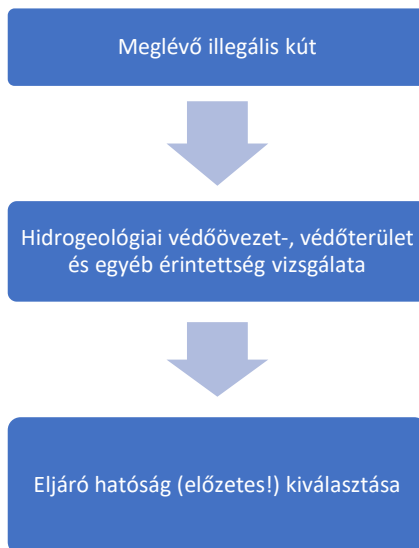 Meglévő illegális kút
Hidrogeológiai védőövezet-, védőterület
és egyéb érintettség vizsgálata
Eljáró hatóság (előzetes!) kiválasztása